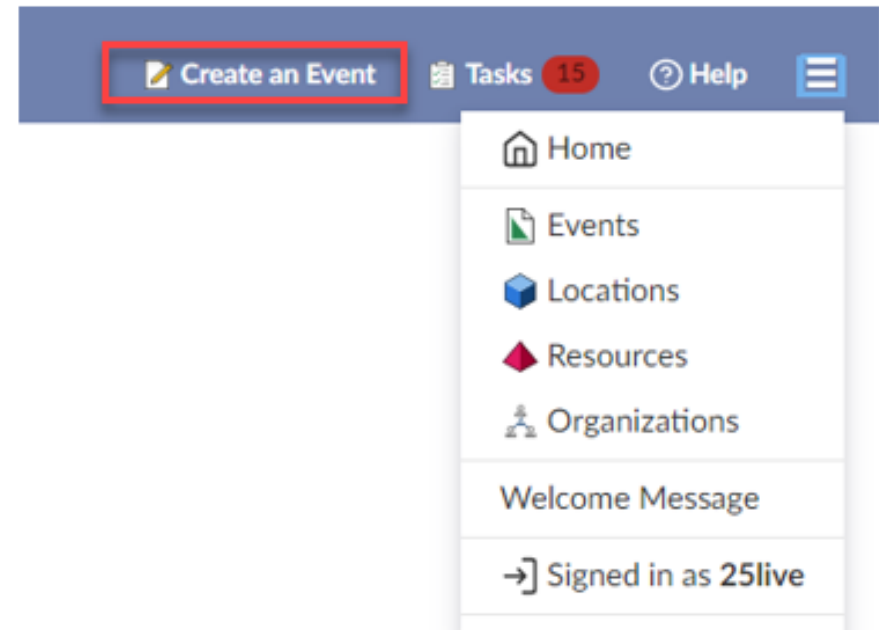 Create an Event Tasks 15 Help
Home
Events
Locations
Resources
Organizations
Welcome Message
Signed in as 25live